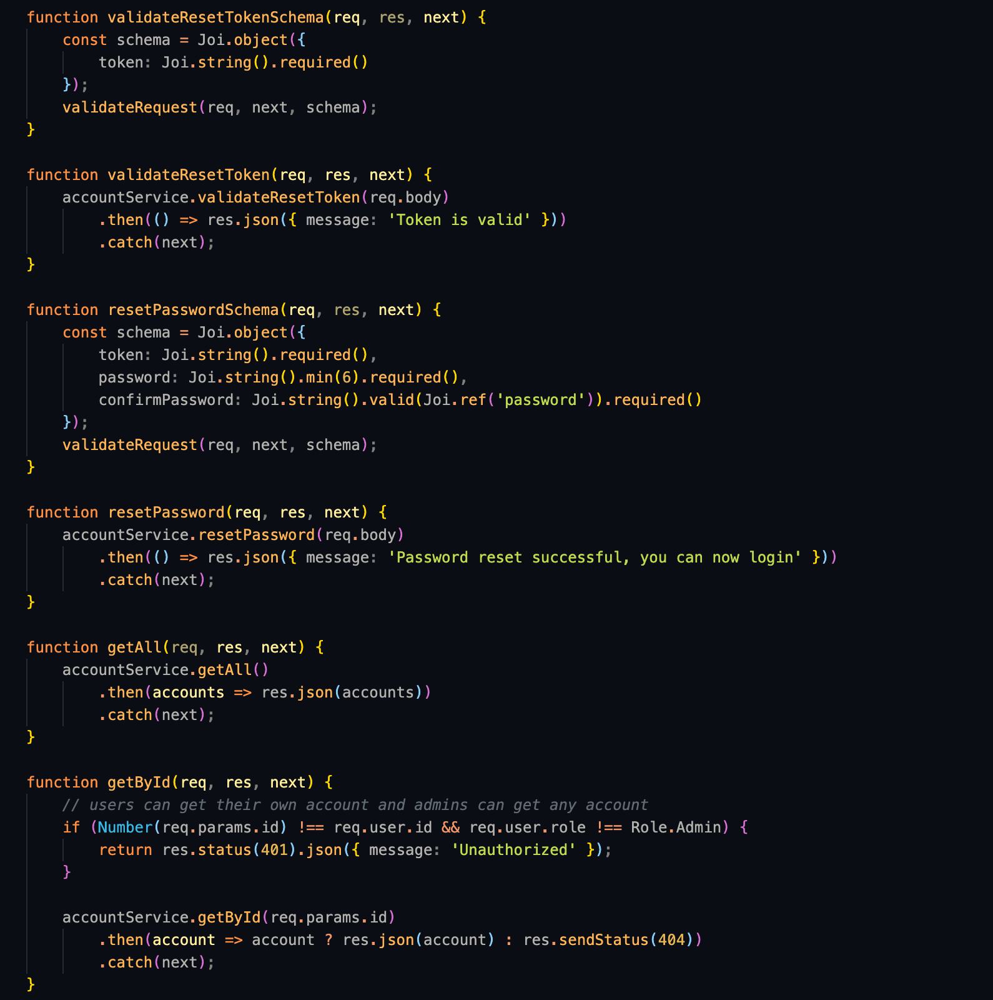 function validateResetTokenSchema(req, res, next) {
    const schema = Joi.object({
        token: Joi.string().required()
    });
    validateRequest(req, next, schema);
}

function validateResetToken(req, res, next) {
    accountService.validateResetToken(req.body)
        .then(() => res.json({ message: 'Token is valid' }))
        .catch(next);
}

function resetPasswordSchema(req, res, next) {
    const schema = Joi.object({
        token: Joi.string().required(),
        password: Joi.string().min(6).required(),
        confirmPassword: Joi.string().valid(Joi.ref('password')).required()
    });
    validateRequest(req, next, schema);
}

function resetPassword(req, res, next) {
    accountService.resetPassword(req.body)
        .then(() => res.json({ message: 'Password reset successful, you can now login' }))
        .catch(next);
}

function getAll(req, res, next) {
    accountService.getAll()
        .then(accounts => res.json(accounts))
        .catch(next);
}

function getById(req, res, next) {
    // users can get their own account and admins can get any account
    if (Number(req.params.id) !== req.user.id && req.user.role !== Role.Admin) {
        return res.status(401).json({ message: 'Unauthorized' });
    }

    accountService.getById(req.params.id)
        .then(account => account ? res.json(account) : res.sendStatus(404))
        .catch(next);
}